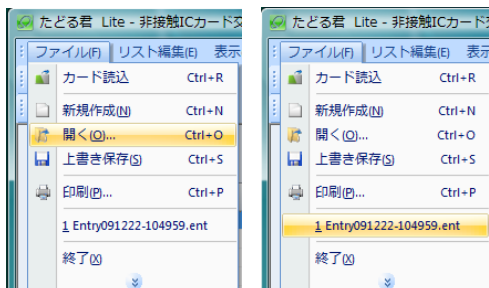 たどる君 Lite - 非接触ICカード交
ファイル(F) リスト編集(E) 表示
カード読込 Ctrl+R
新規作成(N) Ctrl+N
開く(O)... Ctrl+O
上書き保存(S) Ctrl+S
印刷(P)... Ctrl+P
1 Entry091222-104959.ent
終了(X)
たどる君 Lite - 非接触ICカード
ファイル(F) リスト編集(E) 表示
カード読込 Ctrl+R
新規作成(N) Ctrl+N
開く(O)... Ctrl+O
上書き保存(S) Ctrl+S
印刷(P)... Ctrl+P
1 Entry091222-104959.ent
終了(X)